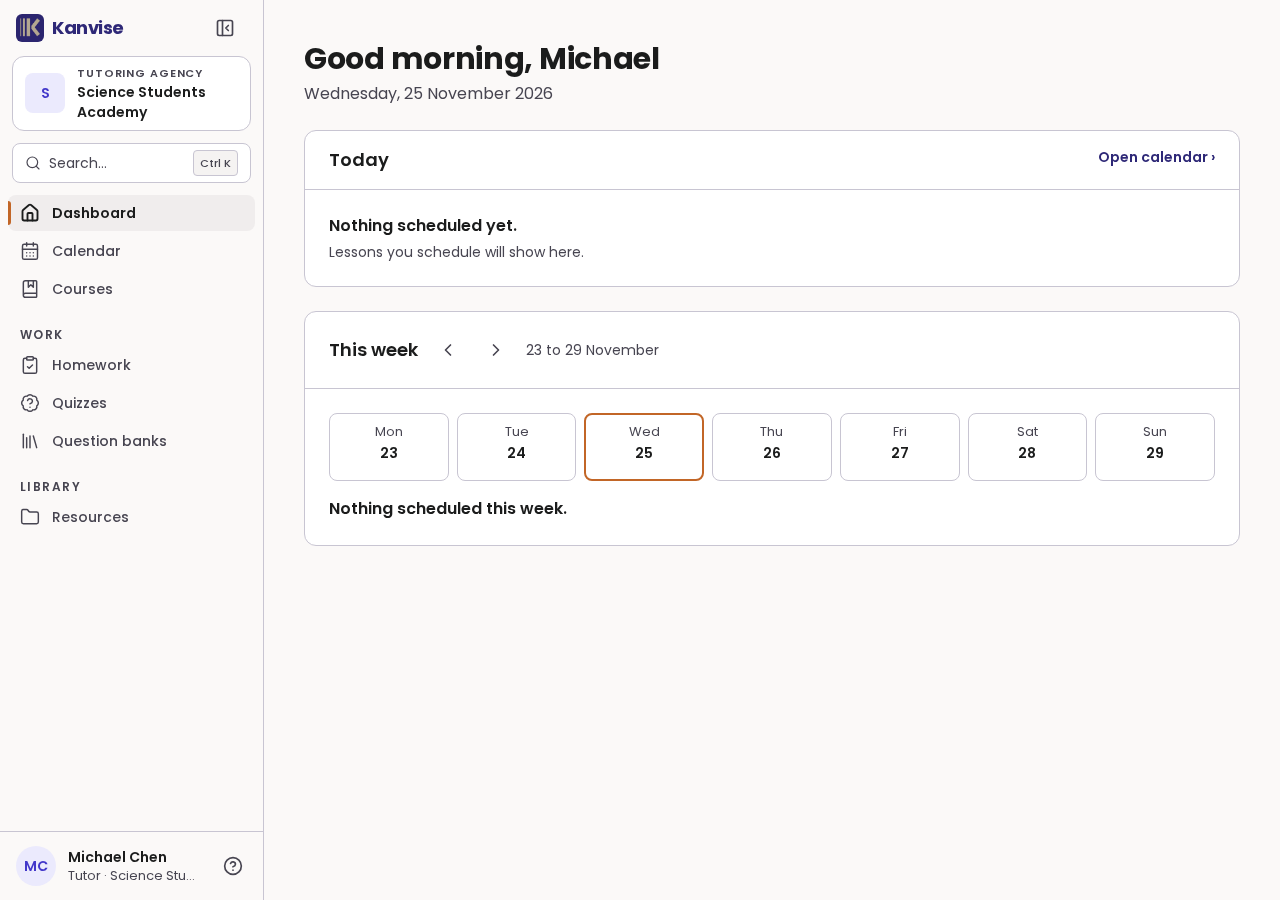 Kanvise
TUTORING AGENCY
S
Science Students
Academy
Search...
Ctrl K
Dashboard
Calendar
Courses
WORK
Homework
Quizzes
Question banks
LIBRARY
Resources
MC
Michael Chen
Tutor · Science Stu...
Good morning, Michael
Wednesday, 25 November 2026
Today
Open calendar ›
Nothing scheduled yet.
Lessons you schedule will show here.
This week
23 to 29 November
Mon
23
Tue
24
Wed
25
Thu
26
Fri
27
Sat
28
Sun
29
Nothing scheduled this week.